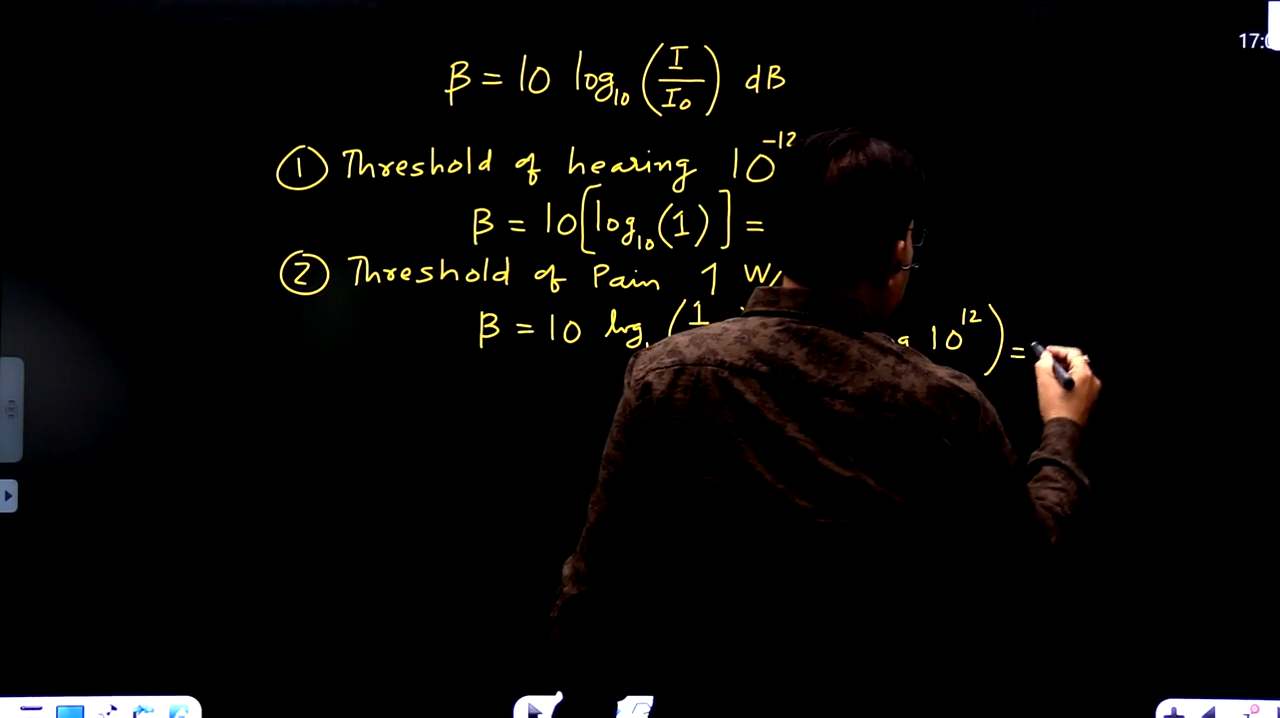 17:0
β = 10 log₁₀ (I/I₀) dB
① Threshold of hearing 10⁻¹²
β = 10[log₁₀(1)] =
② Threshold of Pain 1 W/
β = 10 log (1 10¹²) =